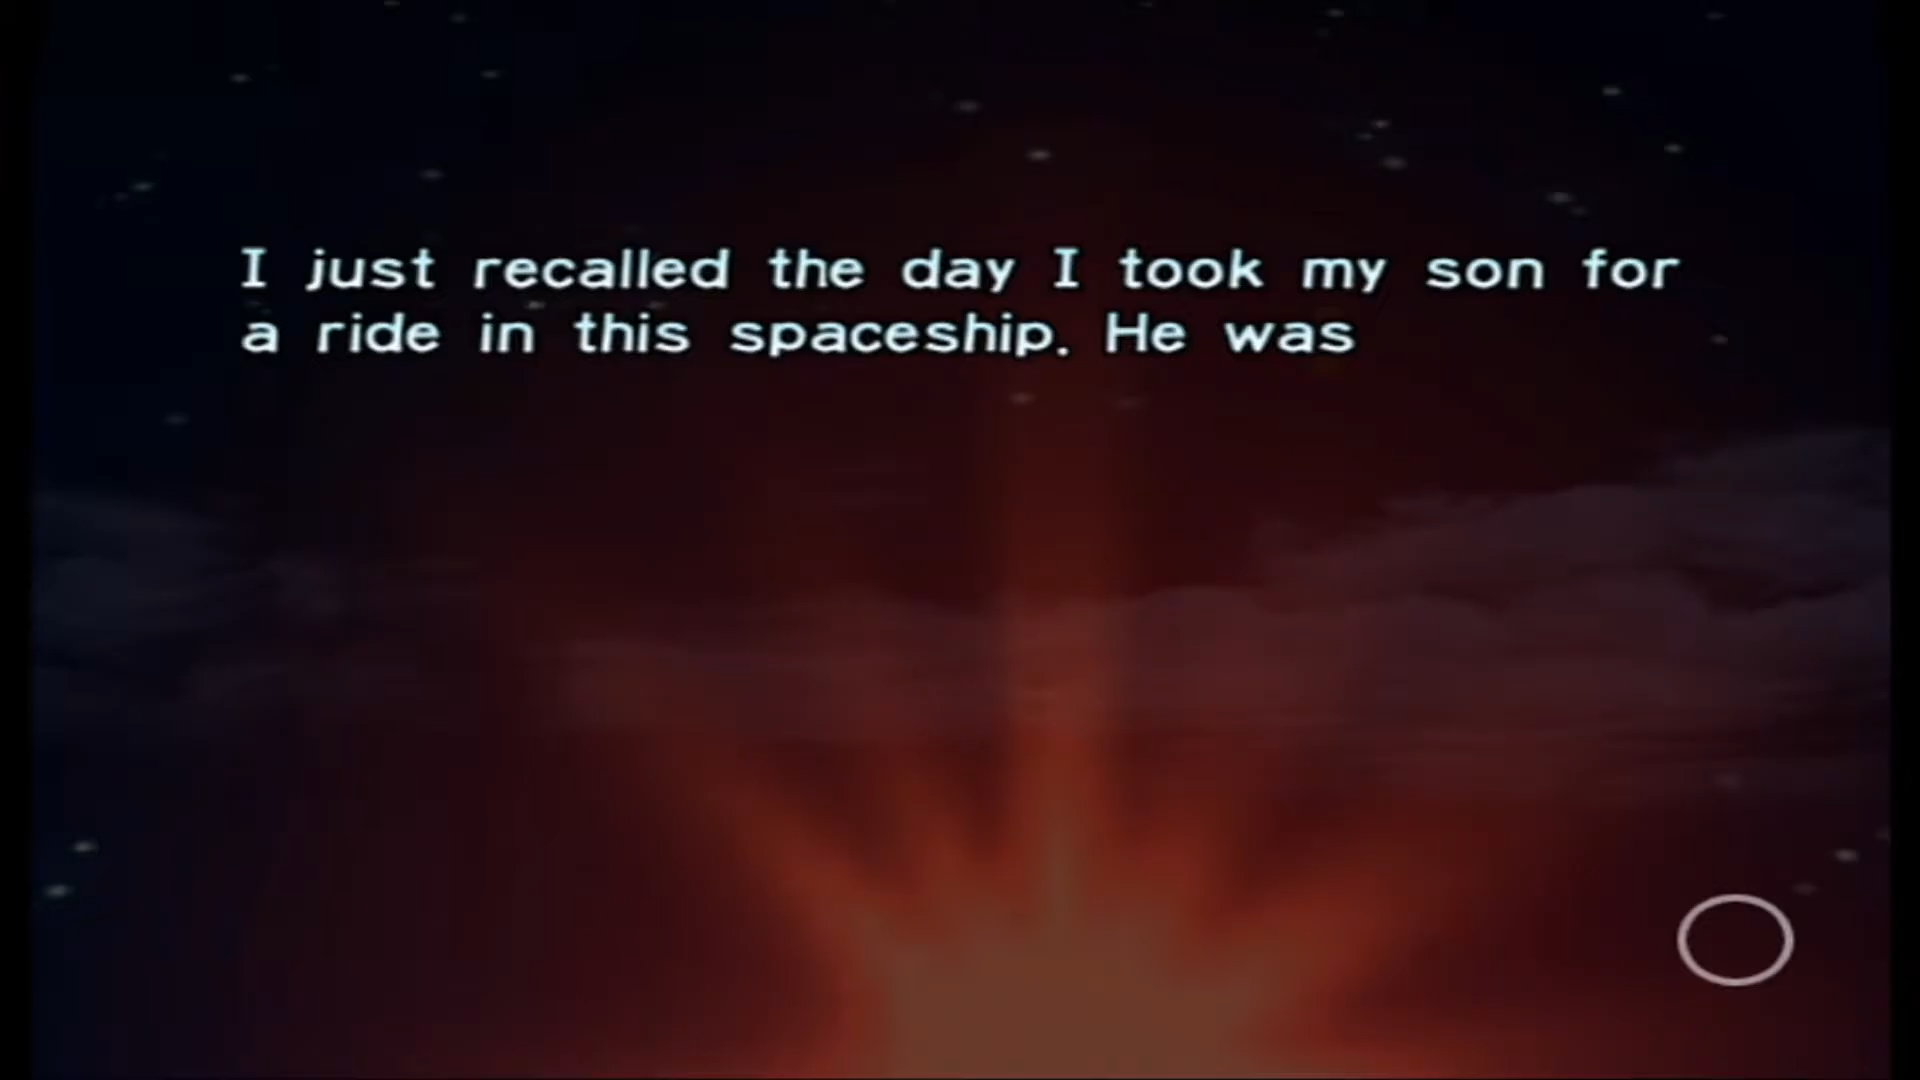 I just recalled the day I took my son for
a ride in this spaceship. He was